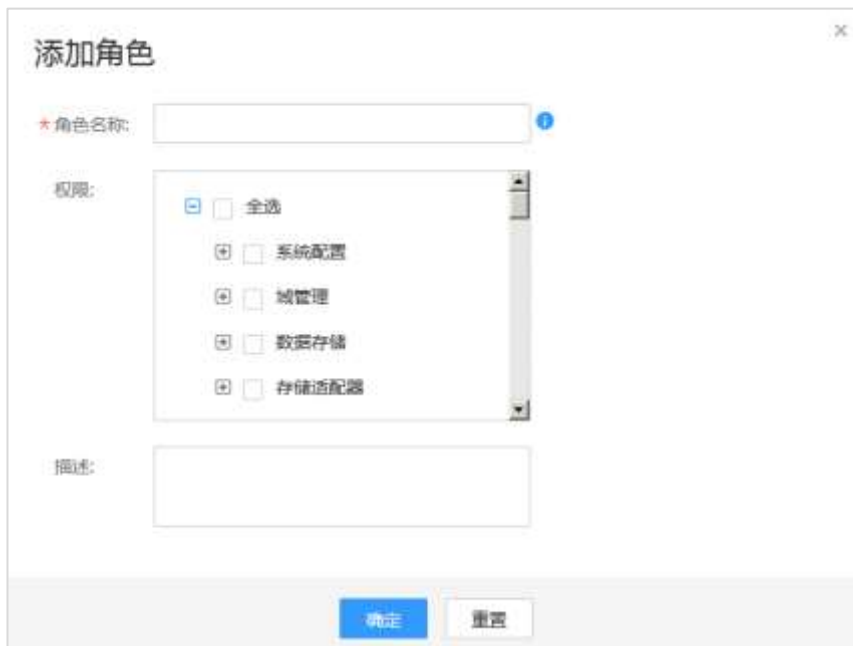 添加角色
*角色名称:
权限:
全选
系统配置
域管理
数据存储
存储适配器
描述:
确定
重置